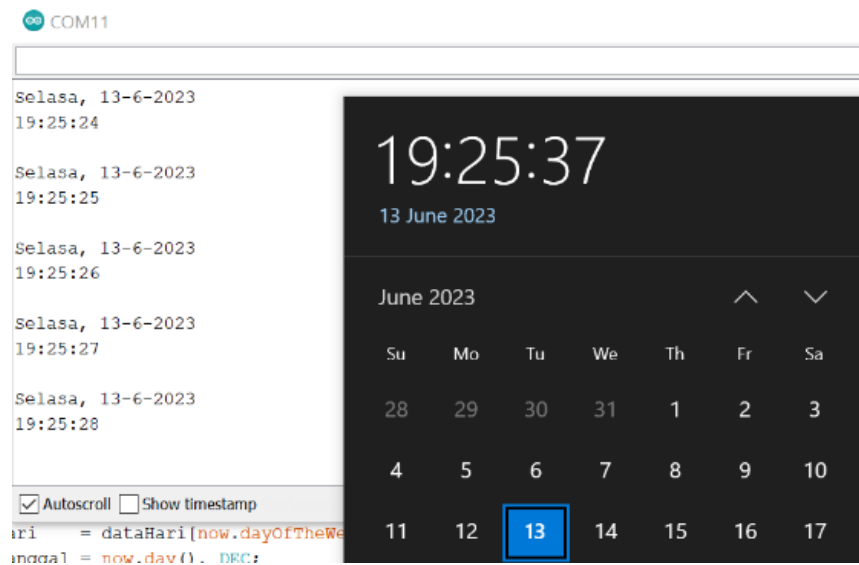 COM11
Selasa, 13-6-2023
19:25:24
Selasa, 13-6-2023
19:25:25
Selasa, 13-6-2023
19:25:26
Selasa, 13-6-2023
19:25:27
Selasa, 13-6-2023
19:25:28
Autoscroll Show timestamp
ari = dataHari[now.dayOfTheWe
anggal = now.day(), DEC;
19:25:37
13 June 2023
June 2023
Su Mo Tu We Th Fr Sa
28 29 30 31 1 2 3
4 5 6 7 8 9 10
11 12 13 14 15 16 17